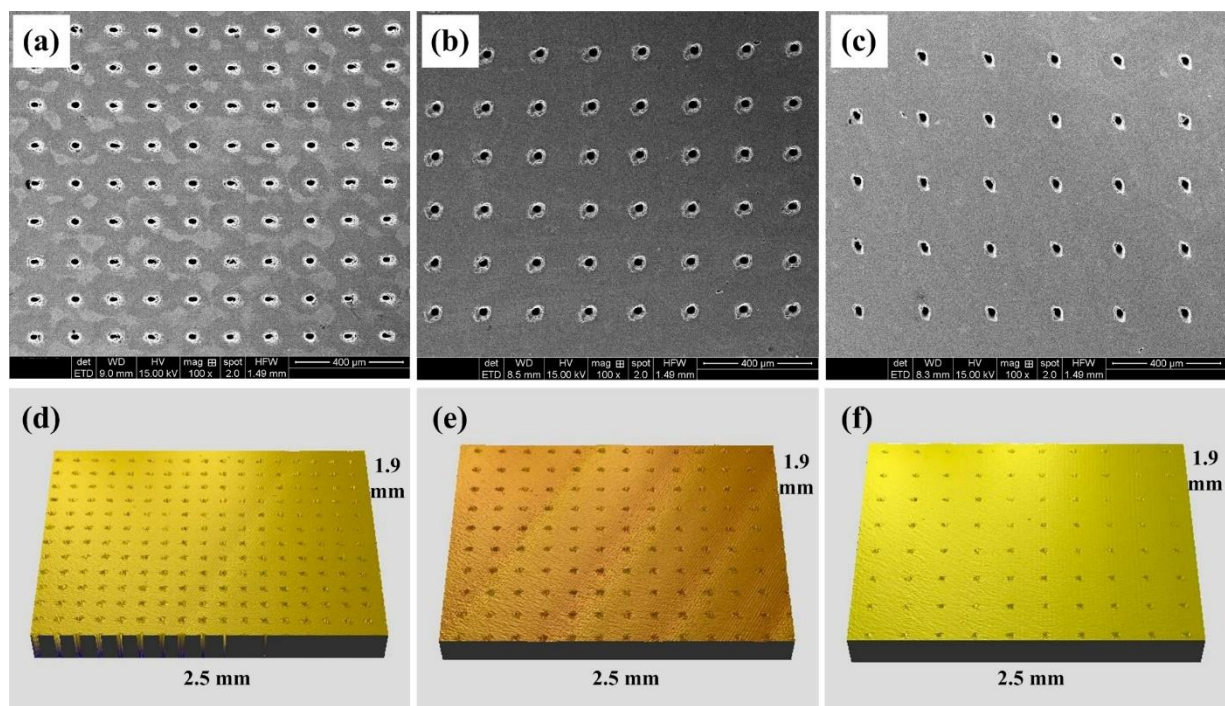 (a)
(b)
(c)
det WD HV mag ⊞ spot HFW 400 µm
ETD 9.0 mm 15.00 kV 100 x 2.0 1.49 mm
det WD HV mag ⊞ spot HFW 400 µm
ETD 8.5 mm 15.00 kV 100 x 2.0 1.49 mm
det WD HV mag ⊞ spot HFW 400 µm
ETD 8.3 mm 15.00 kV 100 x 2.0 1.49 mm
(d)
1.9
mm
2.5 mm
(e)
1.9
mm
2.5 mm
(f)
1.9
mm
2.5 mm